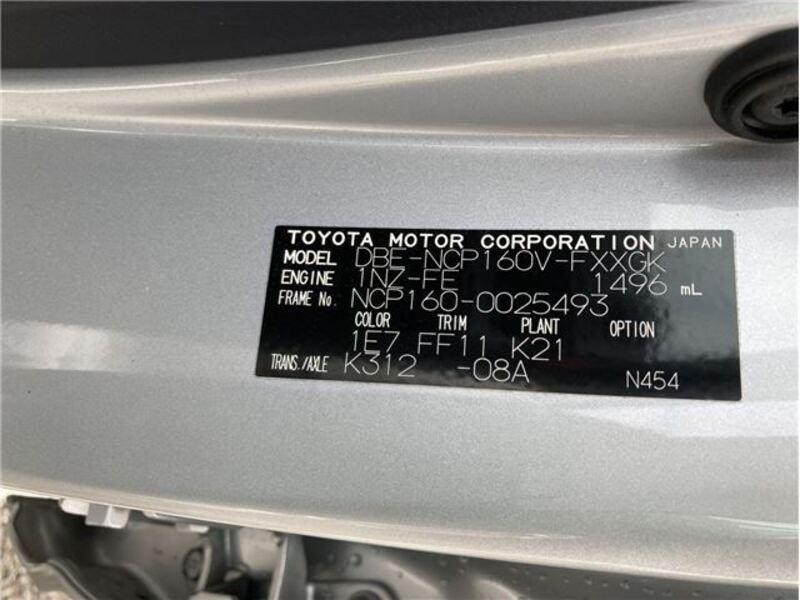 TOYOTA MOTOR CORPORATION JAPAN
MODEL DBE-NCP160V-FXXGK
ENGINE 1NZ-FE 1496 mL
FRAME No. NCP160-0025493
COLOR TRIM PLANT OPTION
1E7 FF11 K21
TRANS./AXLE K312 -08A N454